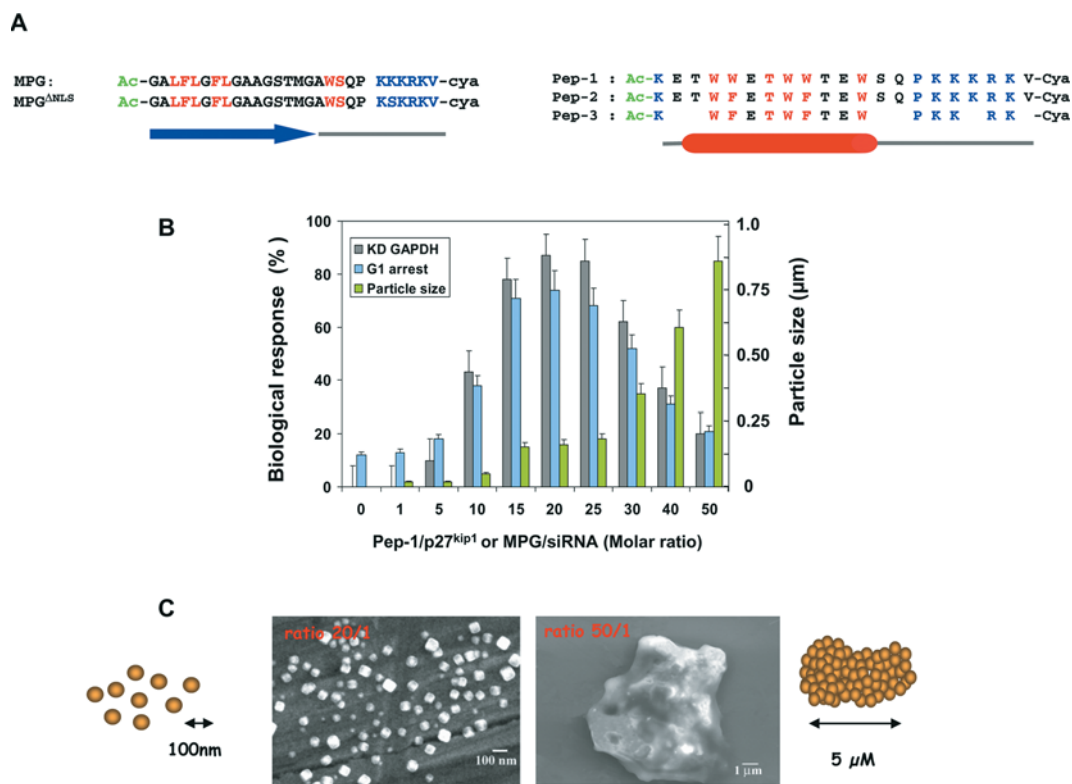 A
MPG: Ac-GALFLGFLGAAGSTMGAWSQP KKKRKV-cya
MPGΔNLS Ac-GALFLGFLGAAGSTMGAWSQP KSKRKV-cya
Pep-1 : Ac-K E T W W E T W W T E W S Q P K K K R K V-Cya
Pep-2 : Ac-K E T W F E T W F T E W S Q P K K K R K V-Cya
Pep-3 : Ac-K W F E T W F T E W P K K R K -Cya
B
Biological response (%)
100
80
60
40
20
0
KD GAPDH
G1 arrest
Particle size
1.0
0.75
0.50
0.25
0
Particle size (µm)
0 1 5 10 15 20 25 30 40 50
Pep-1/p27kip1 or MPG/siRNA (Molar ratio)
C
ratio 20/1
100 nm
ratio 50/1
1 µm
100nm
5 µM